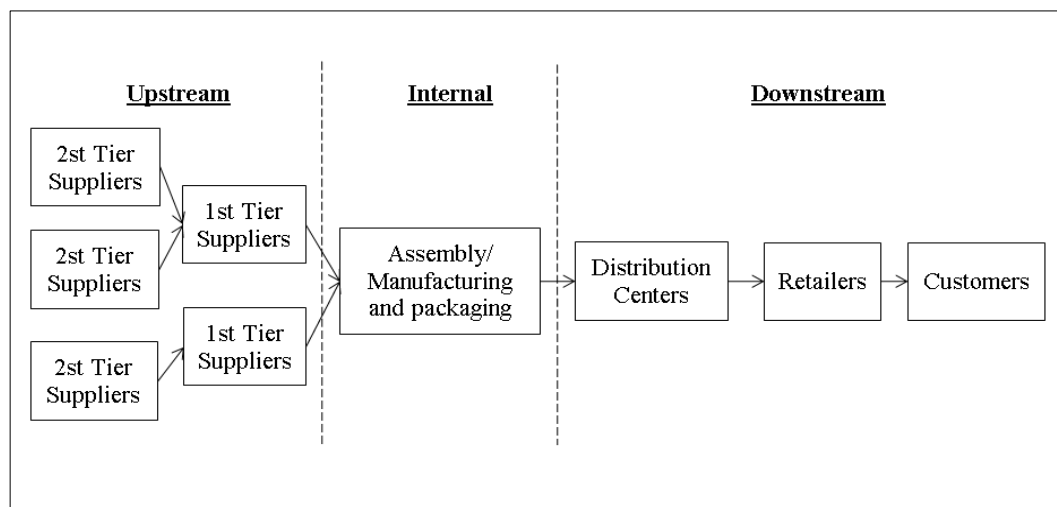 Upstream
Internal
Downstream
2st Tier
Suppliers
2st Tier
Suppliers
2st Tier
Suppliers
1st Tier
Suppliers
1st Tier
Suppliers
Assembly/
Manufacturing
and packaging
Distribution
Centers
Retailers
Customers